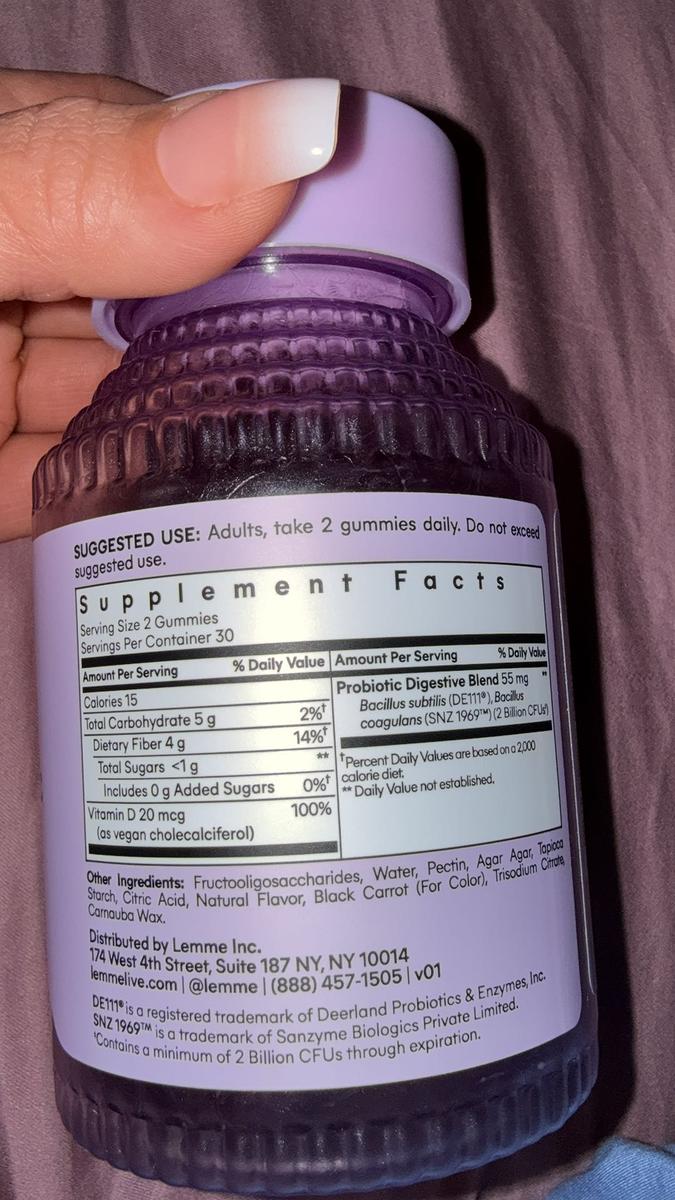 SUGGESTED USE: Adults, take 2 gummies daily. Do not exceed
suggested use.
Supplement Facts
Serving Size 2 Gummies
Servings Per Container 30
Amount Per Serving % Daily Value
Calories 15
Total Carbohydrate 5 g 2%†
Dietary Fiber 4 g 14%†
Total Sugars <1 g **
Includes 0 g Added Sugars 0%†
Vitamin D 20 mcg 100%
(as vegan cholecalciferol)
Amount Per Serving % Daily Value
Probiotic Digestive Blend 55 mg **
Bacillus subtilis (DE111®), Bacillus
coagulans (SNZ 1969™) (2 Billion CFUs‡)
†Percent Daily Values are based on a 2,000
calorie diet.
** Daily Value not established.
Other Ingredients: Fructooligosaccharides, Water, Pectin, Agar Agar, Tapioca
Starch, Citric Acid, Natural Flavor, Black Carrot (For Color), Trisodium Citrate,
Carnauba Wax.
Distributed by Lemme Inc.
174 West 4th Street, Suite 187 NY, NY 10014
lemmelive.com | @lemme | (888) 457-1505 | v01
DE111® is a registered trademark of Deerland Probiotics & Enzymes, Inc.
SNZ 1969™ is a trademark of Sanzyme Biologics Private Limited.
‡Contains a minimum of 2 Billion CFUs through expiration.